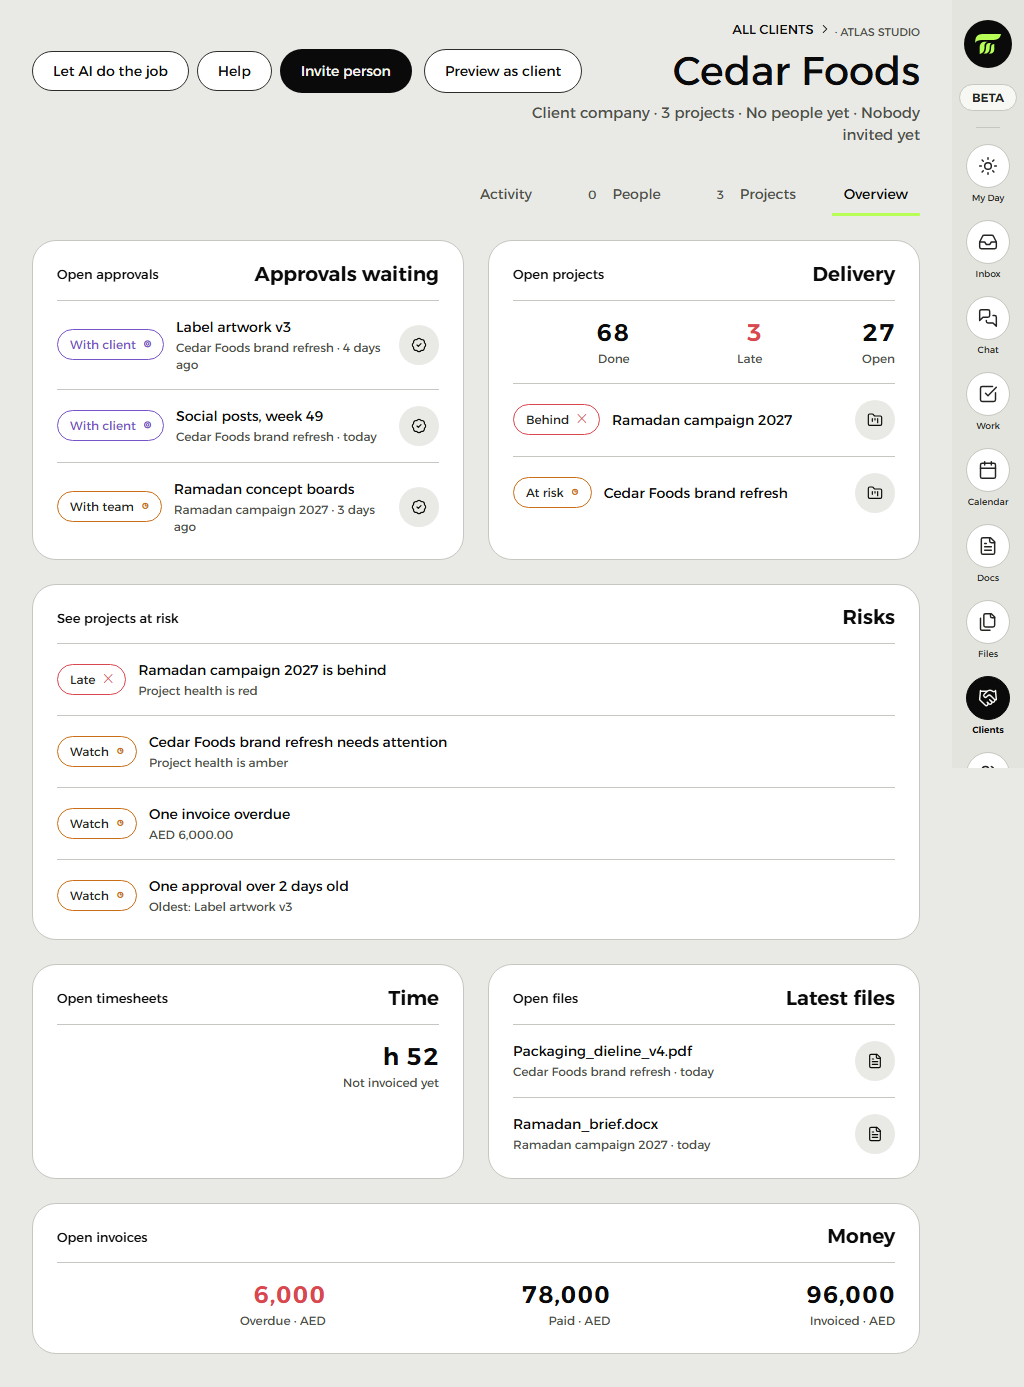 ALL CLIENTS > · ATLAS STUDIO
Cedar Foods
Client company · 3 projects · No people yet · Nobody
invited yet
Let AI do the job
Help
Invite person
Preview as client
Activity
0 People
3 Projects
Overview
Open approvals
Approvals waiting
With client
Label artwork v3
Cedar Foods brand refresh · 4 days
ago
With client
Social posts, week 49
Cedar Foods brand refresh · today
With team
Ramadan concept boards
Ramadan campaign 2027 · 3 days
ago
Open projects
Delivery
68
Done
3
Late
27
Open
Behind
Ramadan campaign 2027
At risk
Cedar Foods brand refresh
See projects at risk
Risks
Late
Ramadan campaign 2027 is behind
Project health is red
Watch
Cedar Foods brand refresh needs attention
Project health is amber
Watch
One invoice overdue
AED 6,000.00
Watch
One approval over 2 days old
Oldest: Label artwork v3
Open timesheets
Time
h 52
Not invoiced yet
Open files
Latest files
Packaging_dieline_v4.pdf
Cedar Foods brand refresh · today
Ramadan_brief.docx
Ramadan campaign 2027 · today
Open invoices
Money
6,000
Overdue · AED
78,000
Paid · AED
96,000
Invoiced · AED
BETA
My Day
Inbox
Chat
Work
Calendar
Docs
Files
Clients